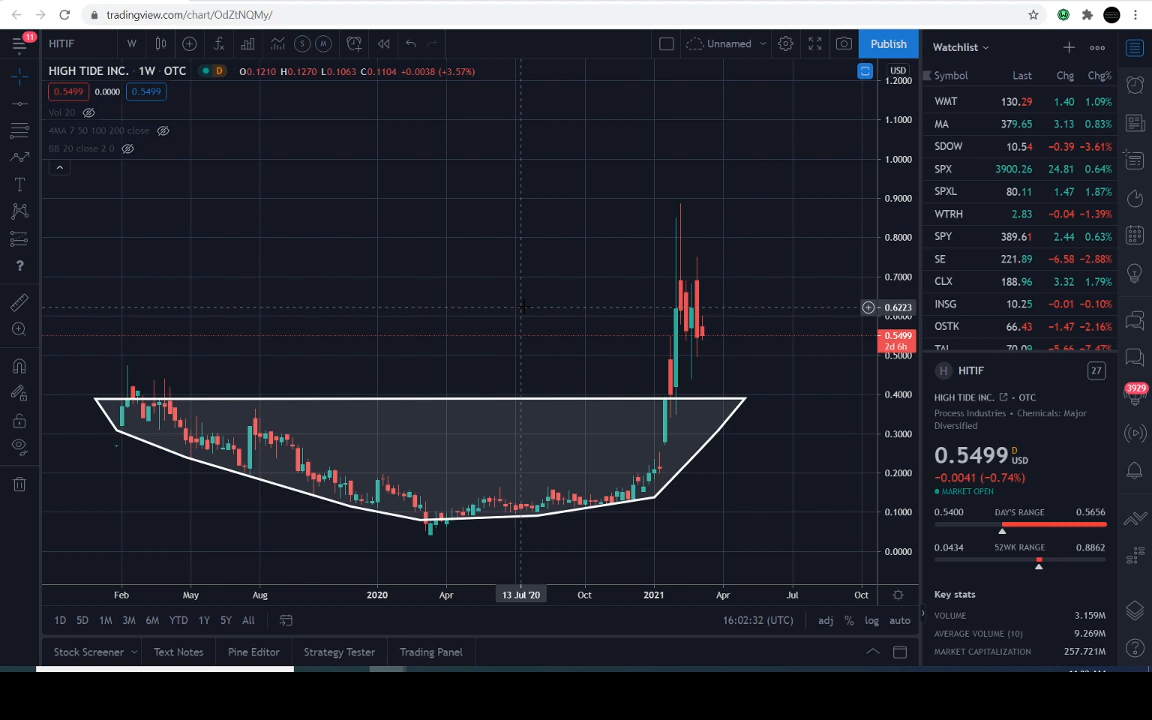 tradingview.com/chart/OdZtNQMy/
11
HITIF
W
S
M
Unnamed
Publish
HIGH TIDE INC. · 1W · OTC
D
O0.1210 H0.1270 L0.1063 C0.1104 +0.0038 (+3.57%)
0.5499
0.0000
0.5499
Vol 20
4MA 7 50 100 200 close
BB 20 close 2 0
USD
1.2000
1.1000
1.0000
0.9000
0.8000
0.7000
0.6223
0.6000
0.5499
2d 6h
0.5000
0.4000
0.3000
0.2000
0.1000
0.0000
Feb
May
Aug
2020
Apr
13 Jul '20
Oct
2021
Apr
Jul
Oct
1D 5D 1M 3M 6M YTD 1Y 5Y All
16:02:32 (UTC)
adj % log auto
Stock Screener
Text Notes
Pine Editor
Strategy Tester
Trading Panel
Watchlist
Symbol Last Chg Chg%
WMT 130.29 1.40 1.09%
MA 379.65 3.13 0.83%
SDOW 10.54 −0.39 −3.61%
SPX 3900.26 24.81 0.64%
SPXL 80.11 1.47 1.87%
WTRH 2.83 −0.04 −1.39%
SPY 389.61 2.44 0.63%
SE 221.89 −6.58 −2.88%
CLX 188.96 3.32 1.79%
INSG 10.25 −0.01 −0.10%
OSTK 66.43 −1.47 −2.16%
TAL 70.09 −5.66 −7.47%
H HITIF
27
HIGH TIDE INC. · OTC
Process Industries · Chemicals: Major
Diversified
0.5499 D USD
−0.0041 (−0.74%)
MARKET OPEN
0.5400 DAY'S RANGE 0.5656
0.0434 52WK RANGE 0.8862
Key stats
VOLUME 3.159M
AVERAGE VOLUME (10) 9.269M
MARKET CAPITALIZATION 257.721M
3929